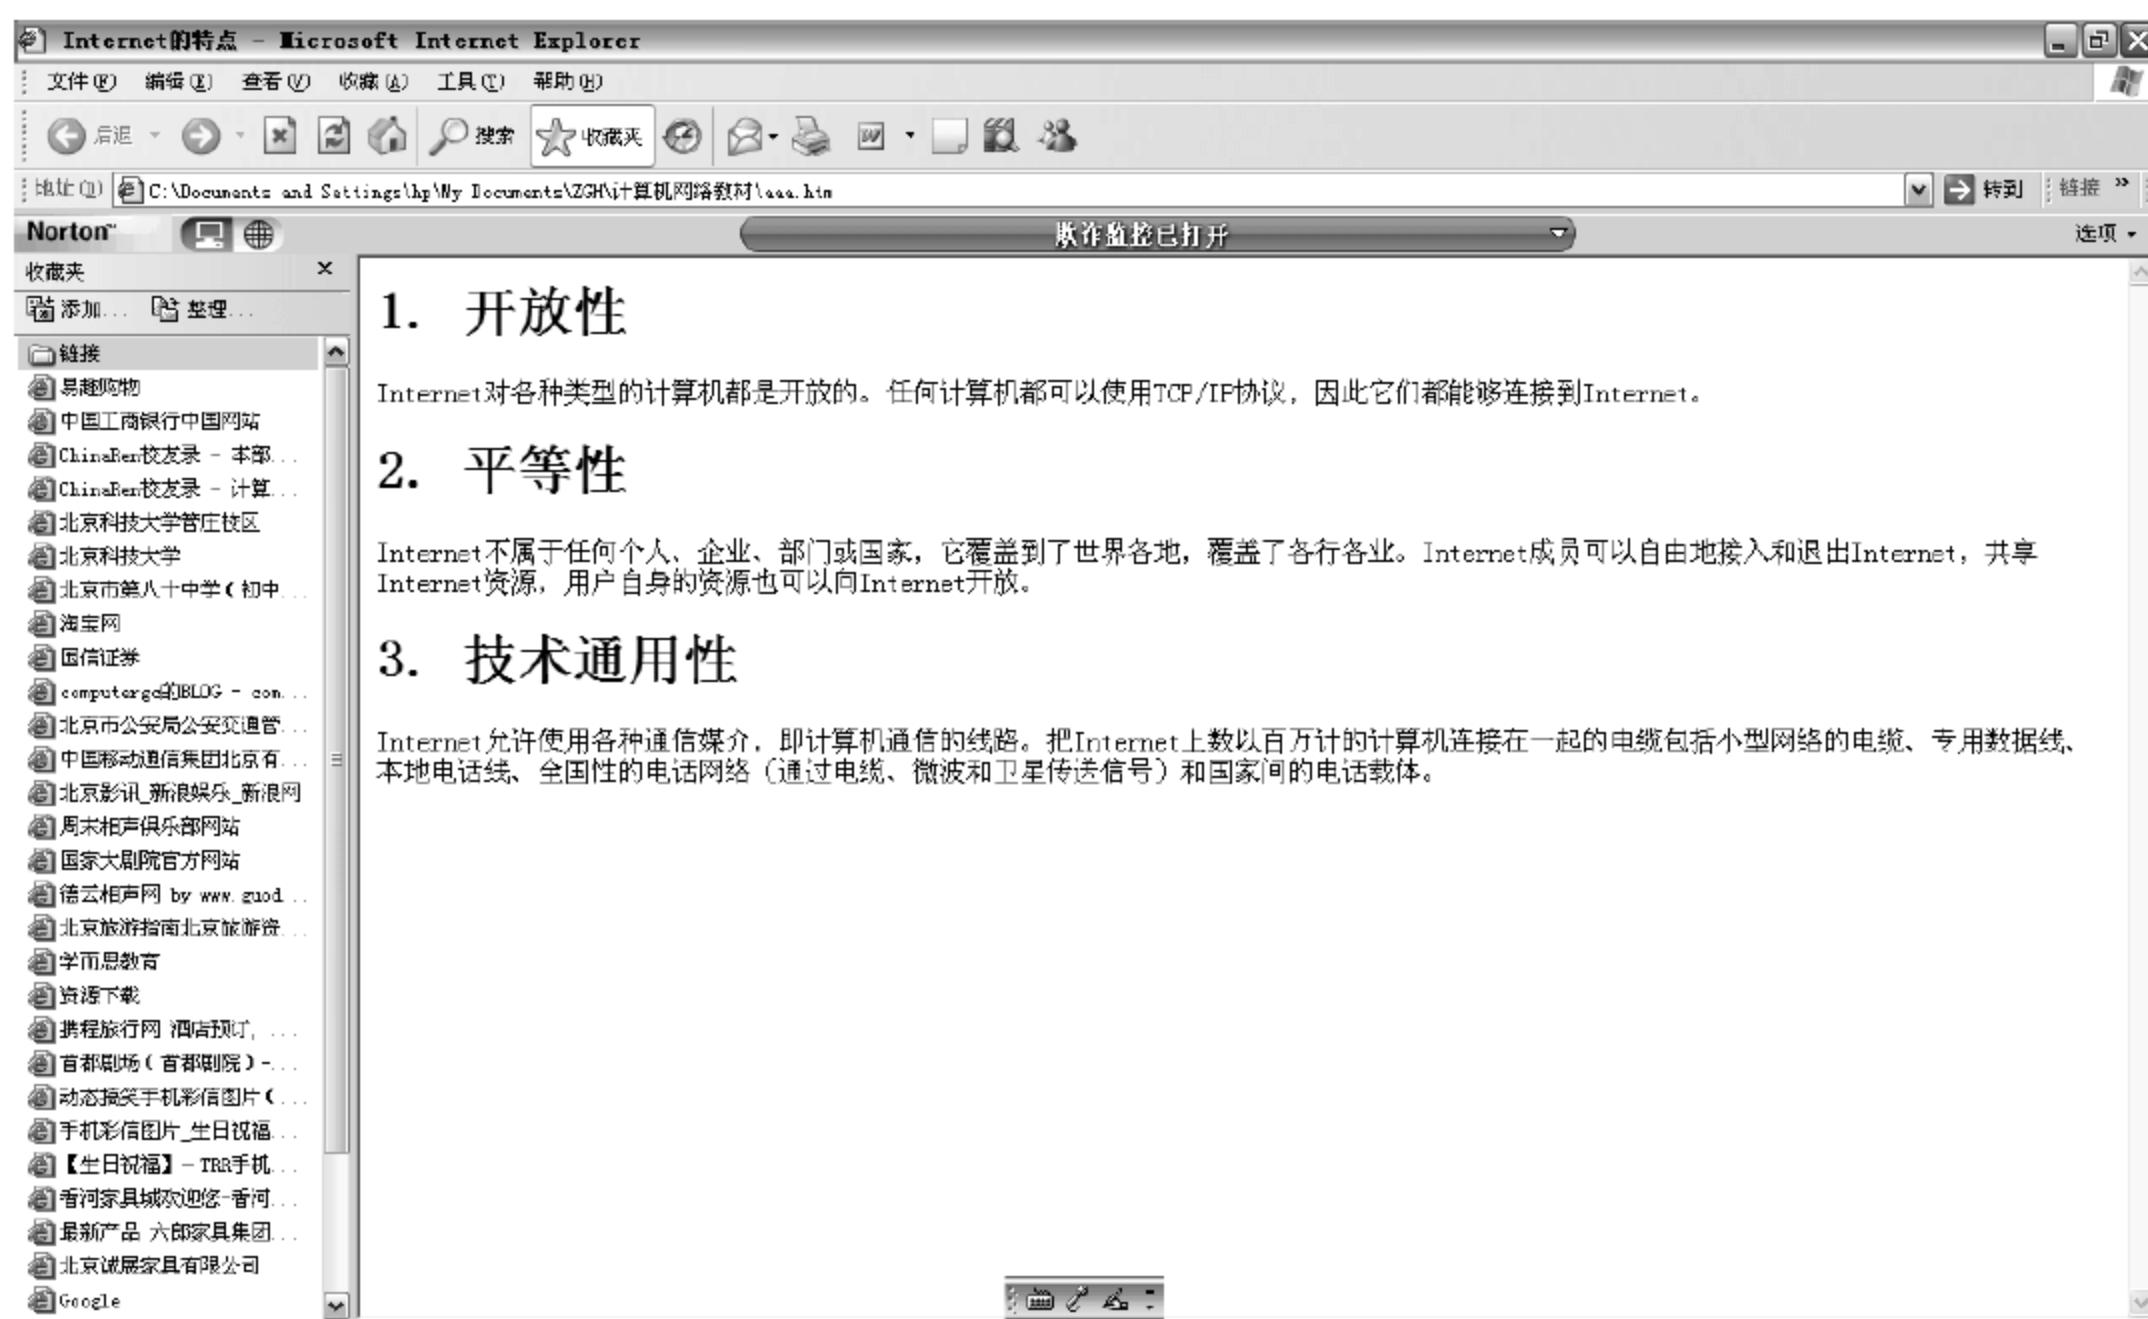 Internet的特点 - Microsoft Internet Explorer
文件(F) 编辑(E) 查看(V) 收藏(A) 工具(T) 帮助(H)
后退 搜索 收藏夹
地址(D) C:\Documents and Settings\hp\My Documents\ZGH\计算机网络教材\aaa.htm 转到 链接 »
Norton™ 欺诈监控已打开 选项
收藏夹 ×
添加... 整理...
链接
易趣购物
中国工商银行中国网站
ChinaRen校友录 - 本部...
ChinaRen校友录 - 计算...
北京科技大学管庄校区
北京科技大学
北京市第八十中学(初中...
淘宝网
国信证券
computergc的BLOG - con...
北京市公安局公安交通管...
中国移动通信集团北京有...
北京影讯_新浪娱乐_新浪网
周末相声俱乐部网站
国家大剧院官方网站
德云相声网 by www.guod...
北京旅游指南北京旅游资...
学而思教育
资源下载
携程旅行网 酒店预订, ...
首都剧场(首都剧院)-...
动态搞笑手机彩信图片(...
手机彩信图片_生日祝福...
【生日祝福】-TRR手机...
香河家具城欢迎您-香河...
最新产品 六郎家具集团...
北京诚展家具有限公司
Google
1. 开放性
Internet对各种类型的计算机都是开放的。任何计算机都可以使用TCP/IP协议，因此它们都能够连接到Internet。
2. 平等性
Internet不属于任何个人、企业、部门或国家，它覆盖到了世界各地，覆盖了各行各业。Internet成员可以自由地接入和退出Internet，共享
Internet资源，用户自身的资源也可以向Internet开放。
3. 技术通用性
Internet允许使用各种通信媒介，即计算机通信的线路。把Internet上数以百万计的计算机连接在一起的电缆包括小型网络的电缆、专用数据线、
本地电话线、全国性的电话网络（通过电缆、微波和卫星传送信号）和国家间的电话载体。